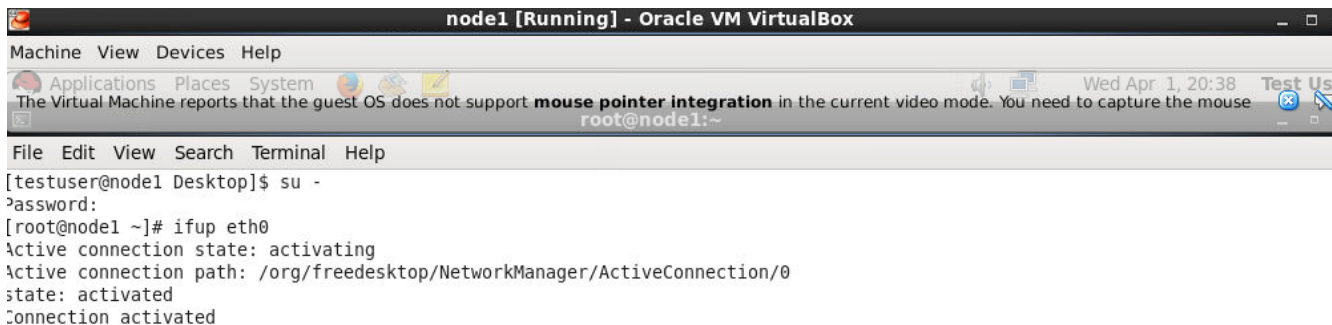 node1 [Running] - Oracle VM VirtualBox
Machine View Devices Help
Applications Places System Wed Apr 1, 20:38 Test Us
The Virtual Machine reports that the guest OS does not support mouse pointer integration in the current video mode. You need to capture the mouse
root@node1:~
File Edit View Search Terminal Help
[testuser@node1 Desktop]$ su -
Password:
[root@node1 ~]# ifup eth0
Active connection state: activating
Active connection path: /org/freedesktop/NetworkManager/ActiveConnection/0
state: activated
Connection activated